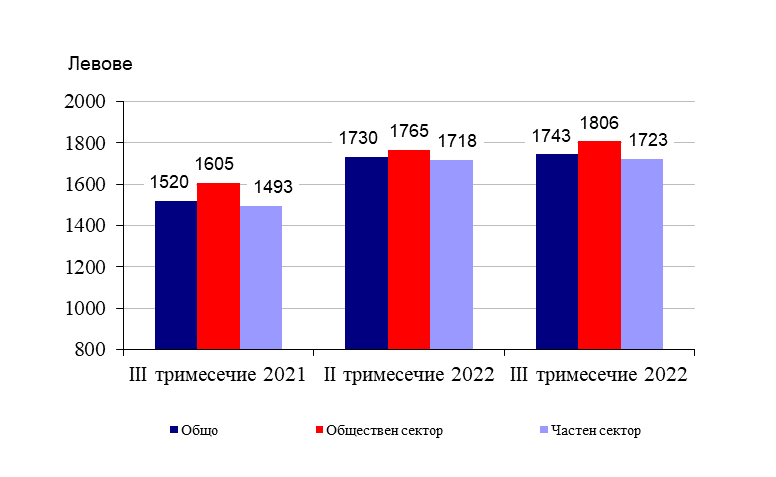 Левове
2000
1800
1600
1400
1200
1000
800
1520 1605 1493
1730 1765 1718
1743 1806 1723
III тримесечие 2021 II тримесечие 2022 III тримесечие 2022
Общо Обществен сектор Частен сектор